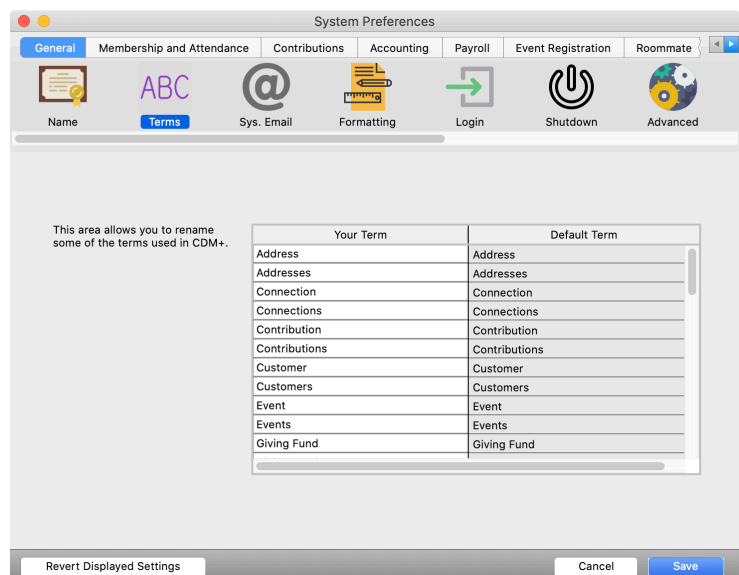 System Preferences
General Membership and Attendance Contributions Accounting Payroll Event Registration Roommate
ABC @
Name Terms Sys. Email Formatting Login Shutdown Advanced
This area allows you to rename
some of the terms used in CDM+.
Your Term Default Term
Address Address
Addresses Addresses
Connection Connection
Connections Connections
Contribution Contribution
Contributions Contributions
Customer Customer
Customers Customers
Event Event
Events Events
Giving Fund Giving Fund
Revert Displayed Settings Cancel Save